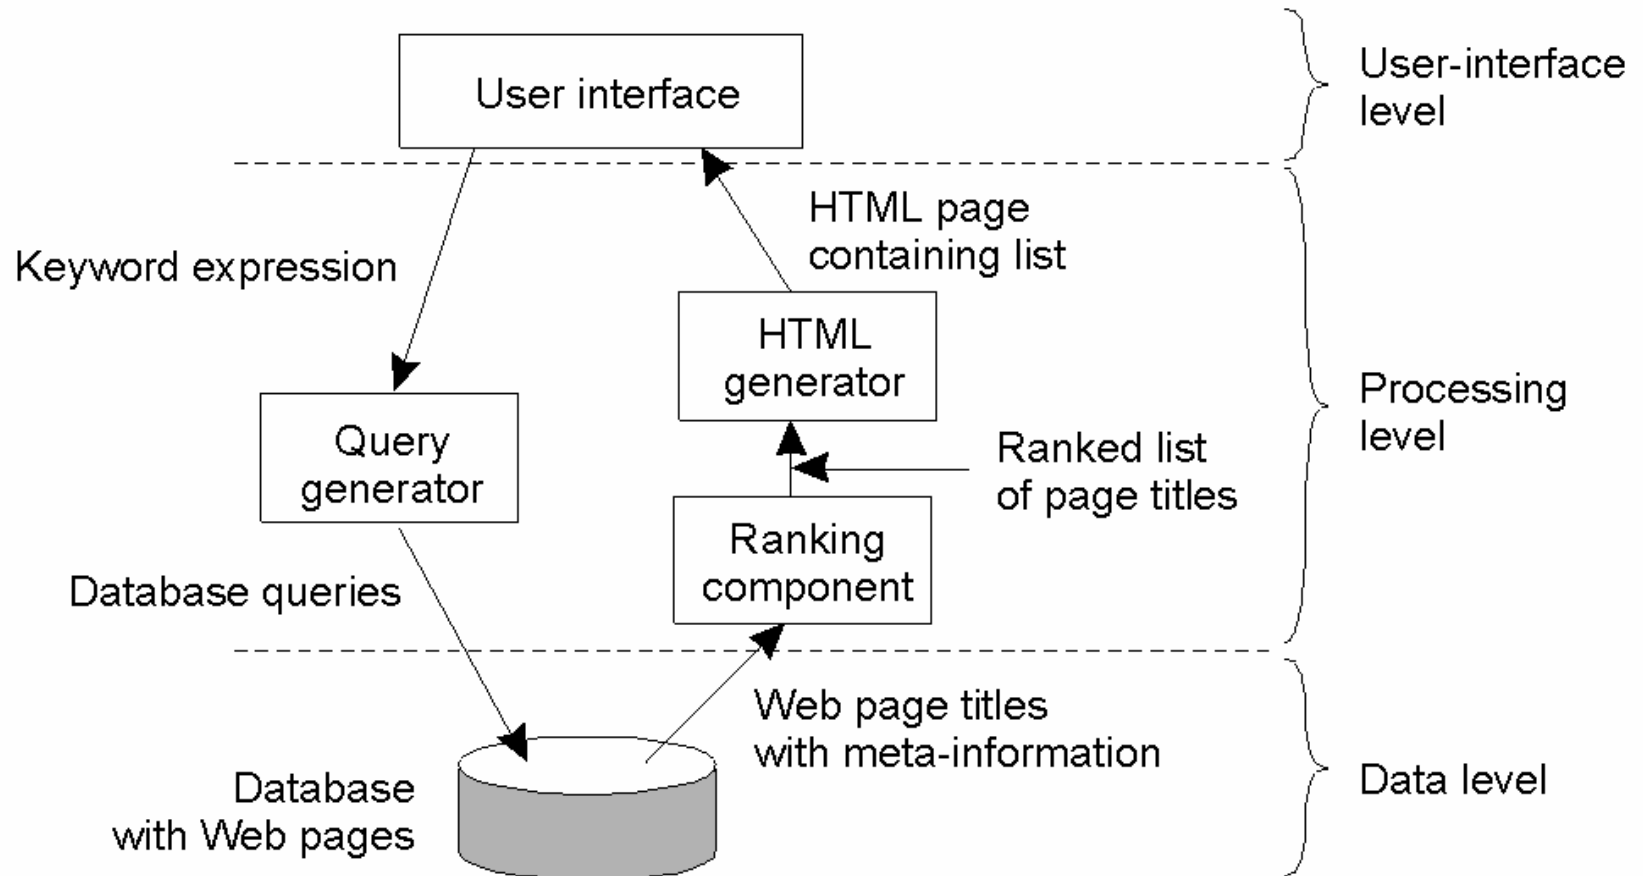 User interface
User-interface
level
HTML page
containing list
Keyword expression
HTML
generator
Processing
level
Query
generator
Ranked list
of page titles
Ranking
component
Database queries
Web page titles
with meta-information
Database
with Web pages
Data level